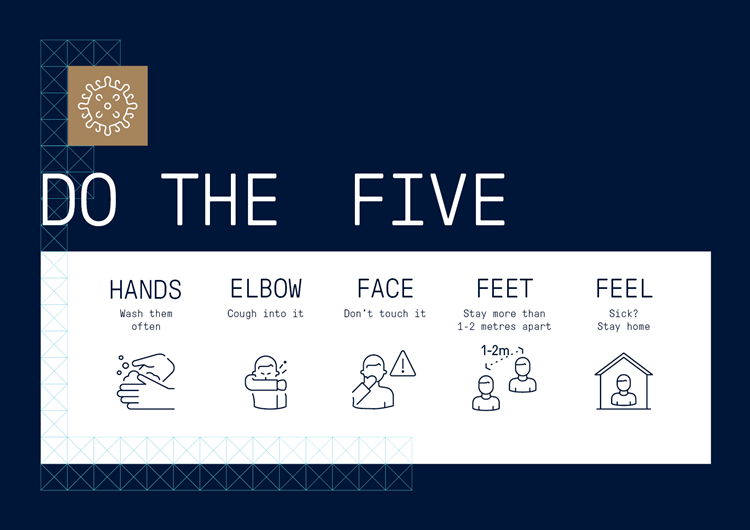 DO THE FIVE
HANDS
Wash them
often
ELBOW
Cough into it
FACE
Don't touch it
FEET
Stay more than
1-2 metres apart
1-2m
FEEL
Sick?
Stay home